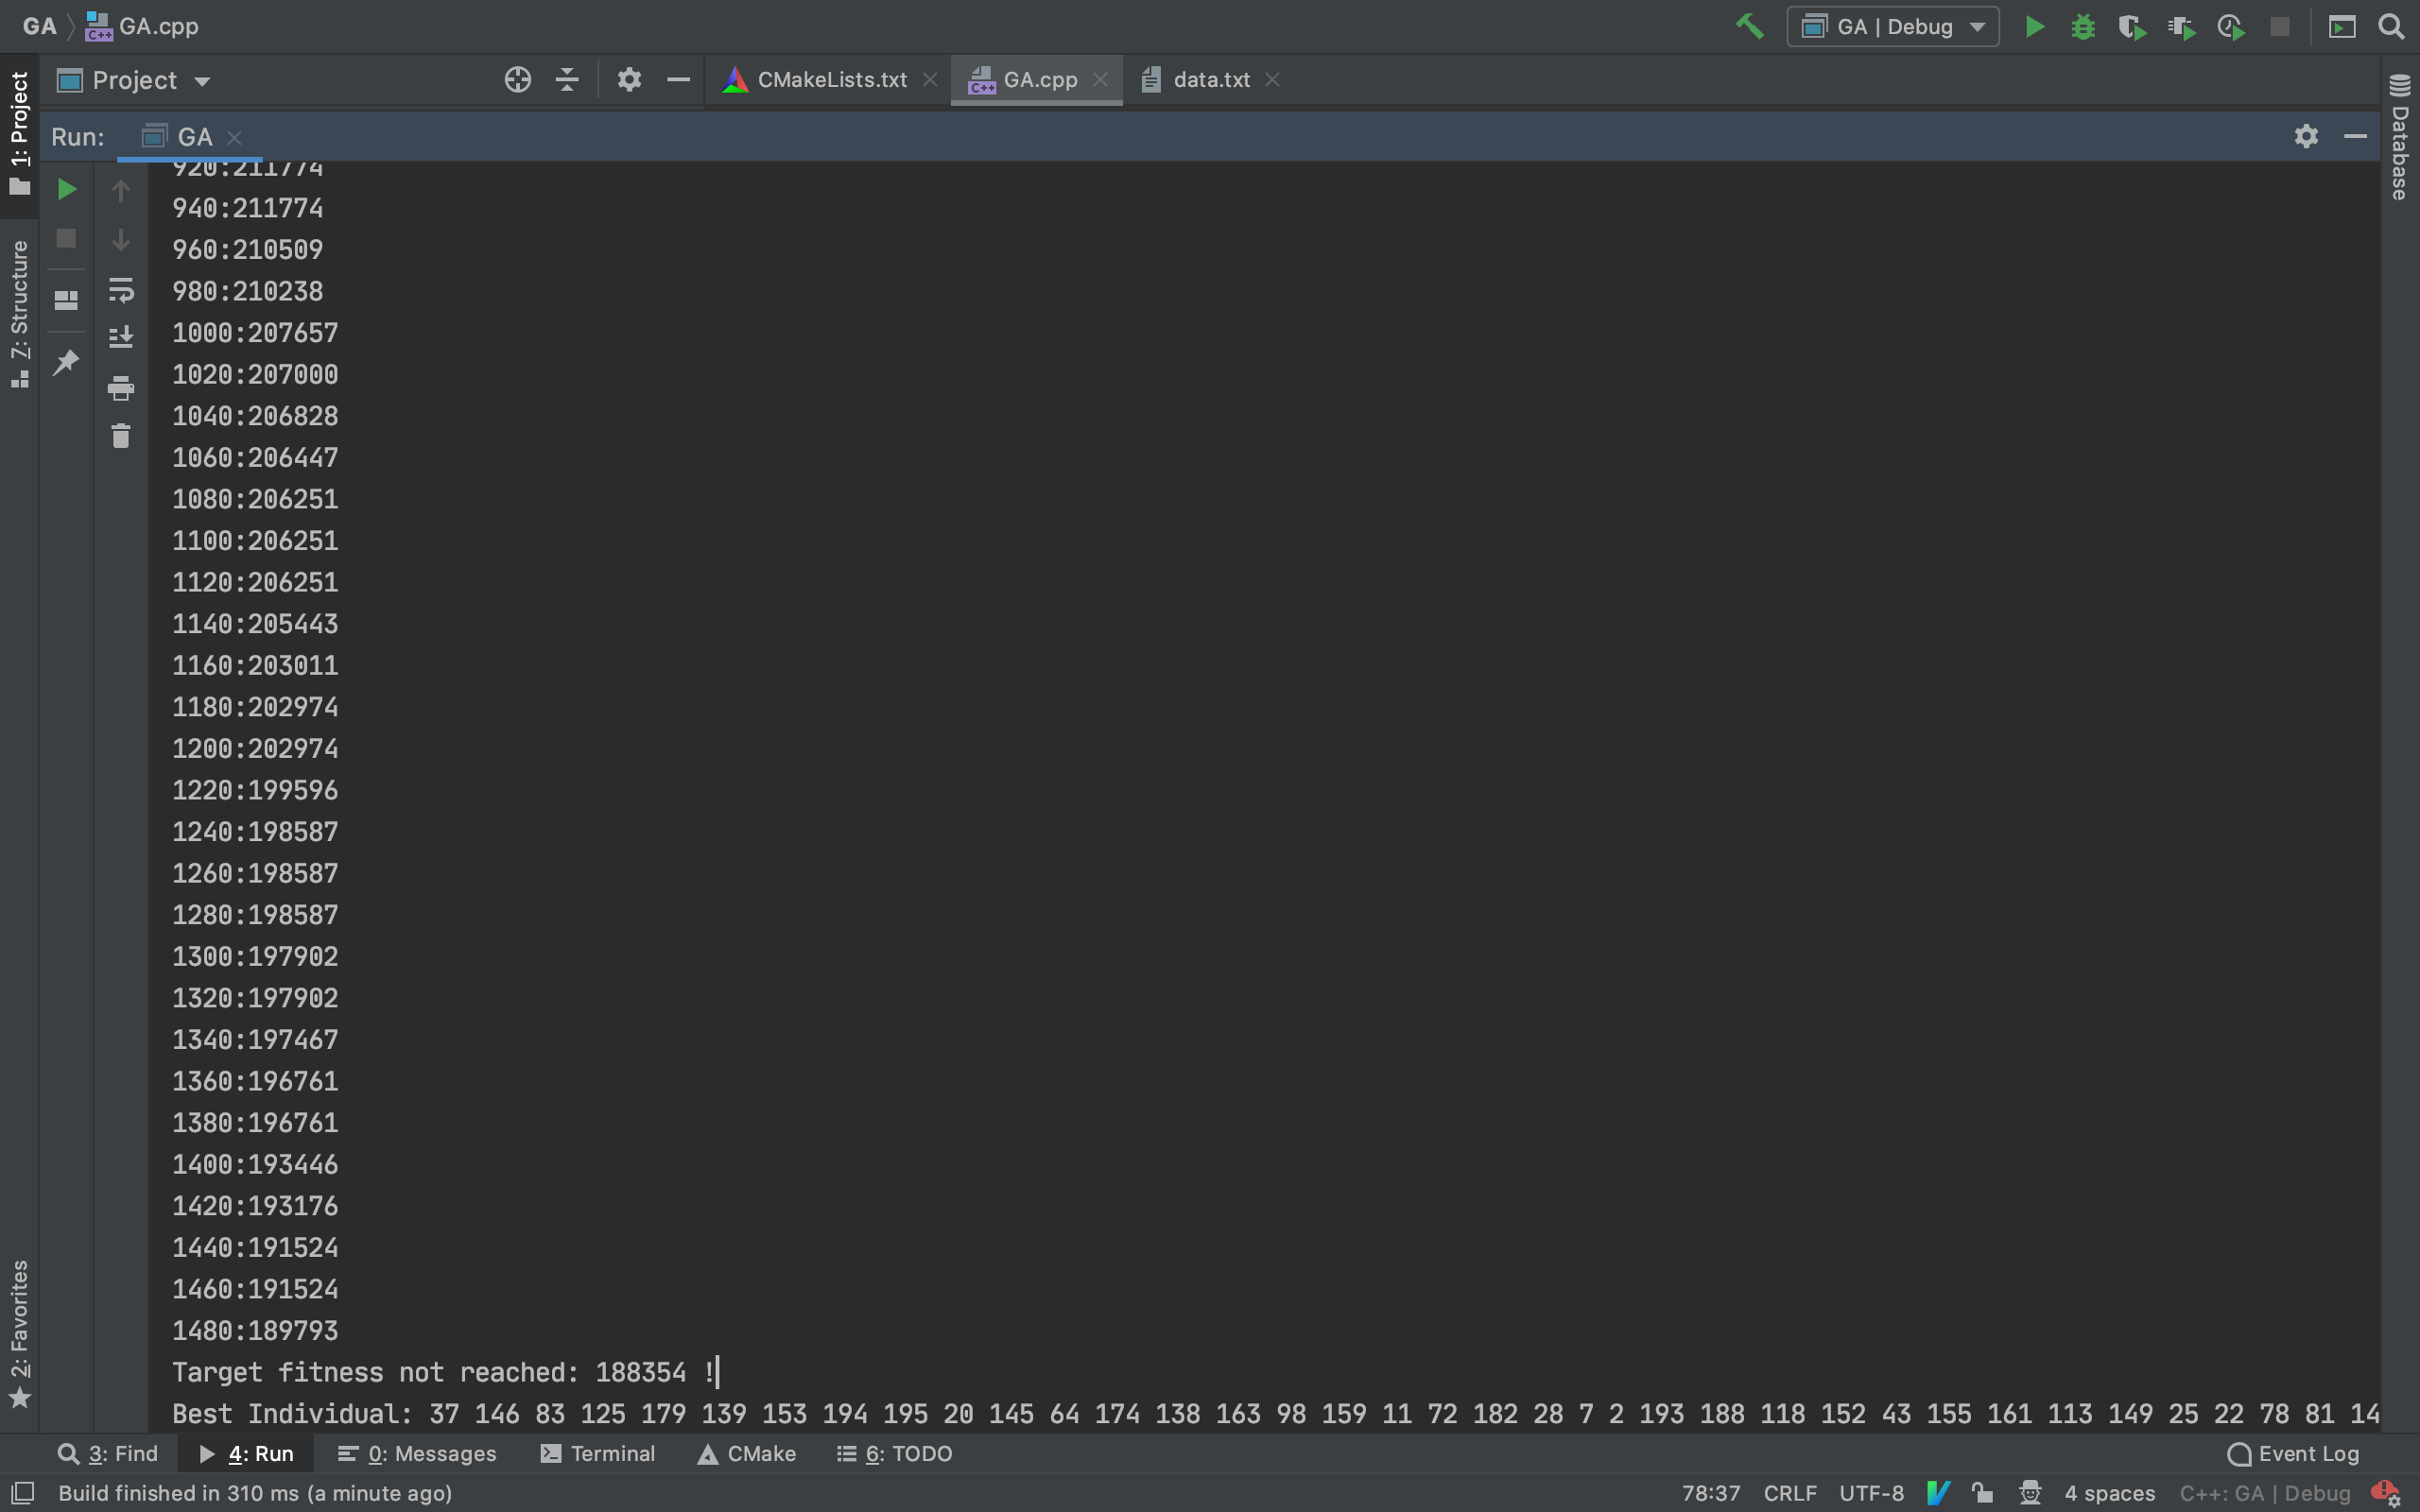 GA GA.cpp
GA | Debug
Project
CMakeLists.txt
GA.cpp
data.txt
1: Project
7: Structure
2: Favorites
Database
Run: GA
920:211774
940:211774
960:210509
980:210238
1000:207657
1020:207000
1040:206828
1060:206447
1080:206251
1100:206251
1120:206251
1140:205443
1160:203011
1180:202974
1200:202974
1220:199596
1240:198587
1260:198587
1280:198587
1300:197902
1320:197902
1340:197467
1360:196761
1380:196761
1400:193446
1420:193176
1440:191524
1460:191524
1480:189793
Target fitness not reached: 188354 !
Best Individual: 37 146 83 125 179 139 153 194 195 20 145 64 174 138 163 98 159 11 72 182 28 7 2 193 188 118 152 43 155 161 113 149 25 22 78 81 14
3: Find 4: Run 0: Messages Terminal CMake 6: TODO Event Log
Build finished in 310 ms (a minute ago) 78:37 CRLF UTF-8 4 spaces C++: GA | Debug